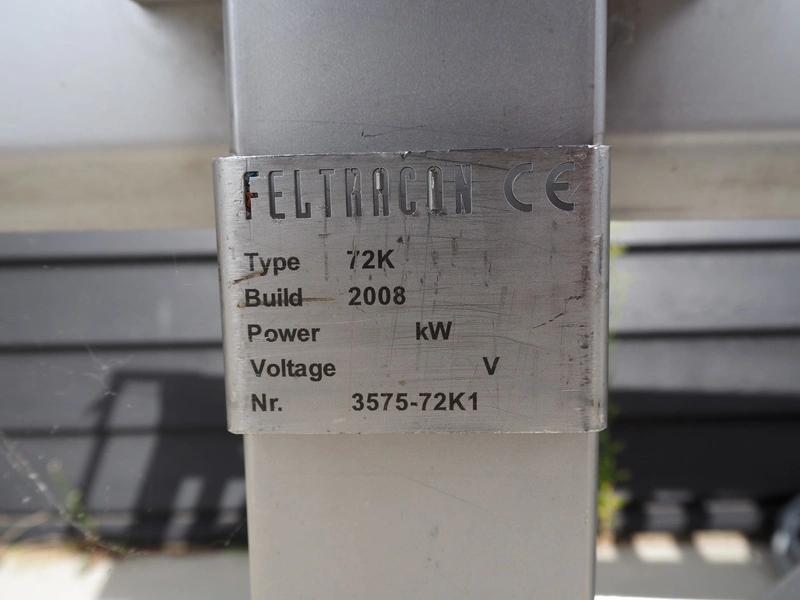 FELTRACON CE
Type 72K
Build 2008
Power kW
Voltage V
Nr. 3575-72K1